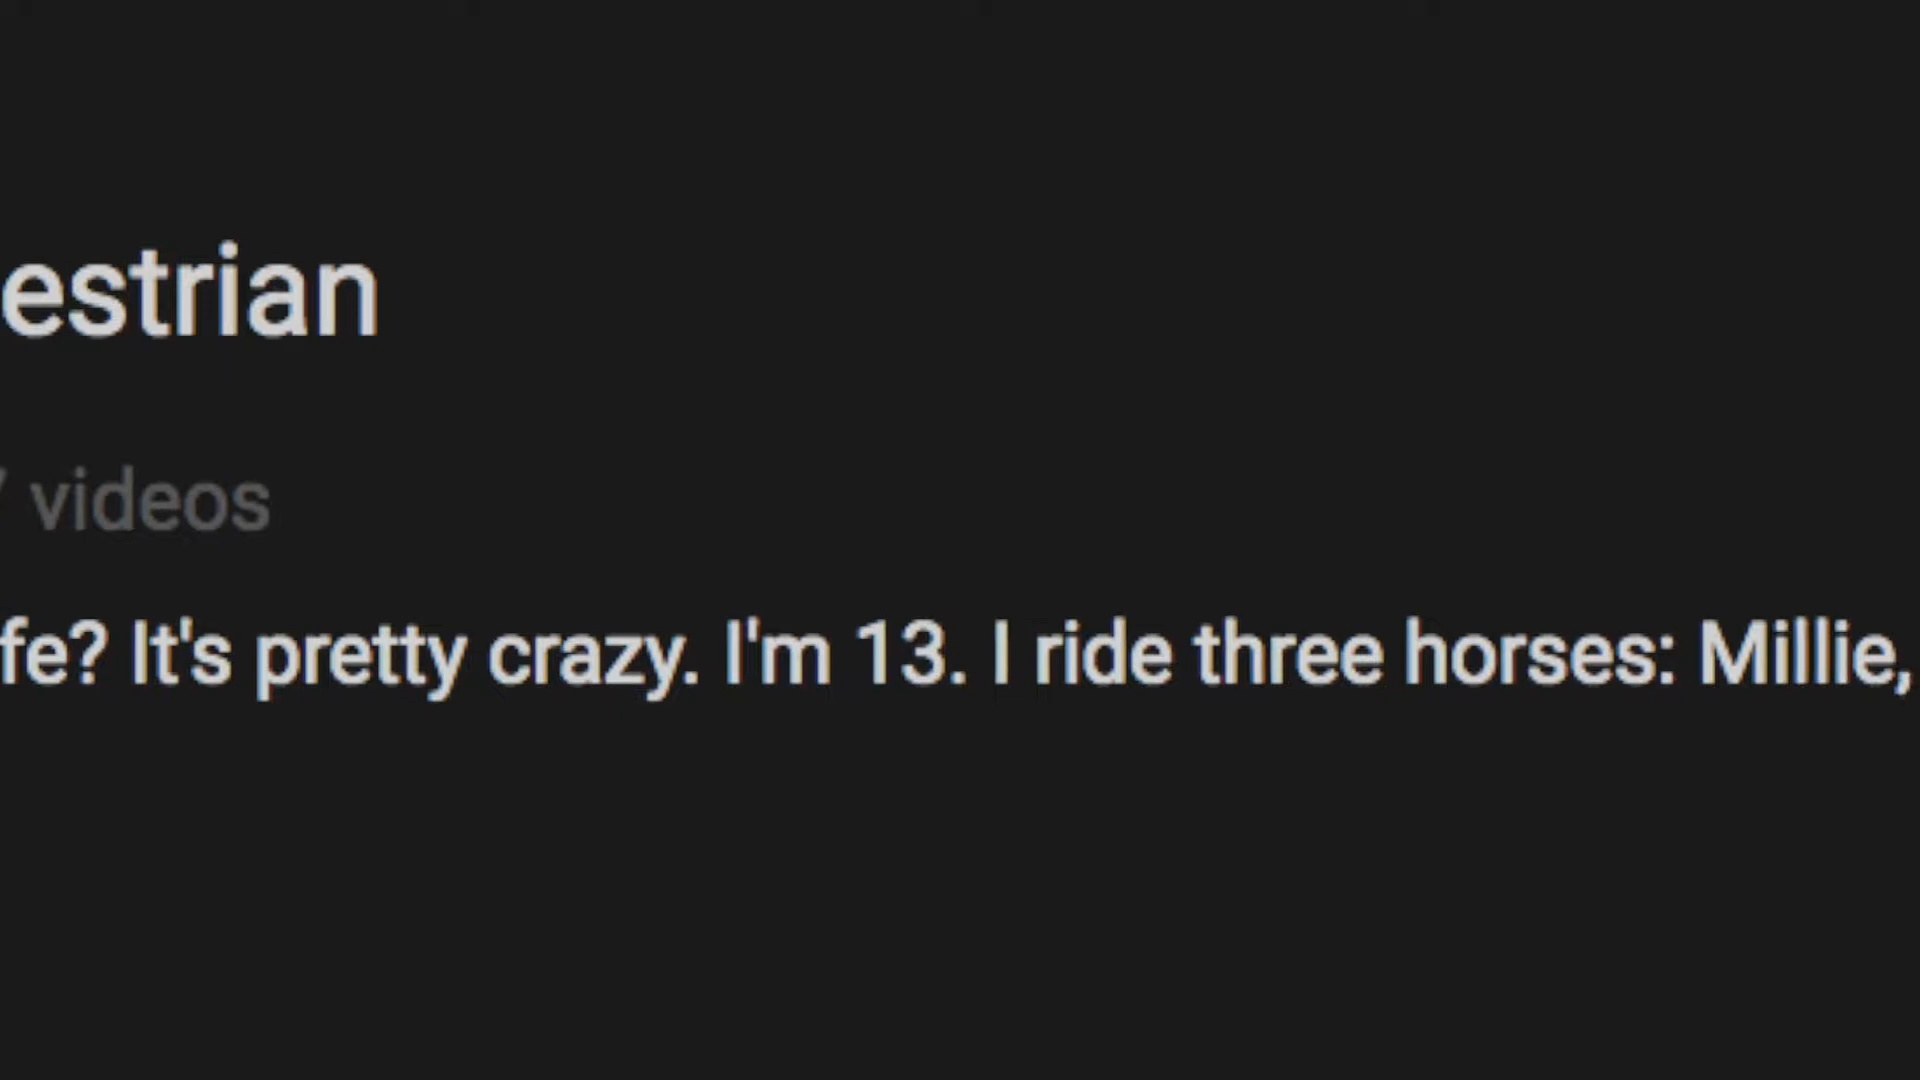 estrian
videos
fe? It's pretty crazy. I'm 13. I ride three horses: Millie,